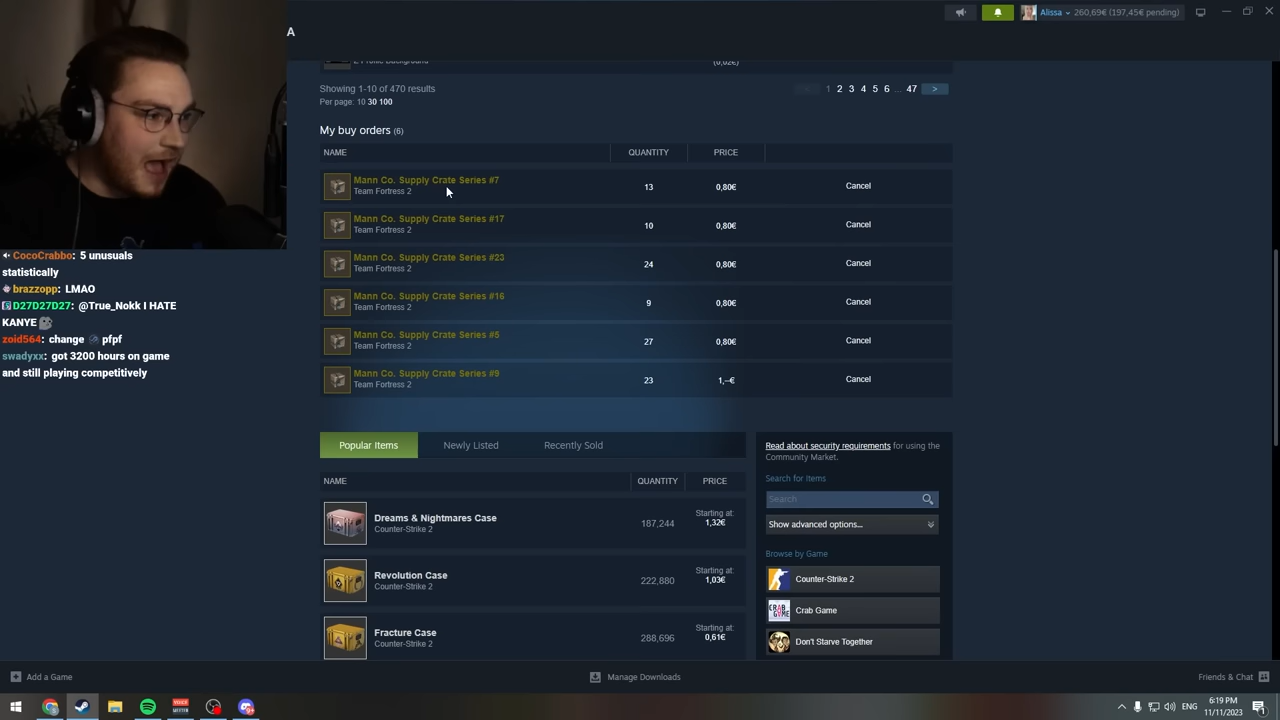 A
Alissa 260,69€ (197,45€ pending)
2 Profile Background
(0,02€)
Showing 1-10 of 470 results
1 2 3 4 5 6 ... 47 >
Per page: 10 30 100
My buy orders (6)
NAME QUANTITY PRICE
Mann Co. Supply Crate Series #7
Team Fortress 2
13 0,80€ Cancel
Mann Co. Supply Crate Series #17
Team Fortress 2
10 0,80€ Cancel
Mann Co. Supply Crate Series #23
Team Fortress 2
24 0,80€ Cancel
Mann Co. Supply Crate Series #16
Team Fortress 2
9 0,80€ Cancel
Mann Co. Supply Crate Series #5
Team Fortress 2
27 0,80€ Cancel
Mann Co. Supply Crate Series #9
Team Fortress 2
23 1,--€ Cancel
CocoCrabbo: 5 unusuals
statistically
brazzopp: LMAO
D27D27D27: @True_Nokk I HATE
KANYE
zoid564: change pfpf
swadyxx: got 3200 hours on game
and still playing competitively
Popular Items Newly Listed Recently Sold
NAME QUANTITY PRICE
Dreams & Nightmares Case
Counter-Strike 2
187,244
Starting at:
1,32€
Revolution Case
Counter-Strike 2
222,880
Starting at:
1,03€
Fracture Case
Counter-Strike 2
288,696
Starting at:
0,61€
Read about security requirements for using the
Community Market.
Search for Items
Search
Show advanced options...
Browse by Game
Counter-Strike 2
CRAB GAME
Crab Game
Don't Starve Together
Add a Game
Manage Downloads
Friends & Chat
VOICE MEETER
ENG
6:19 PM
11/11/2023